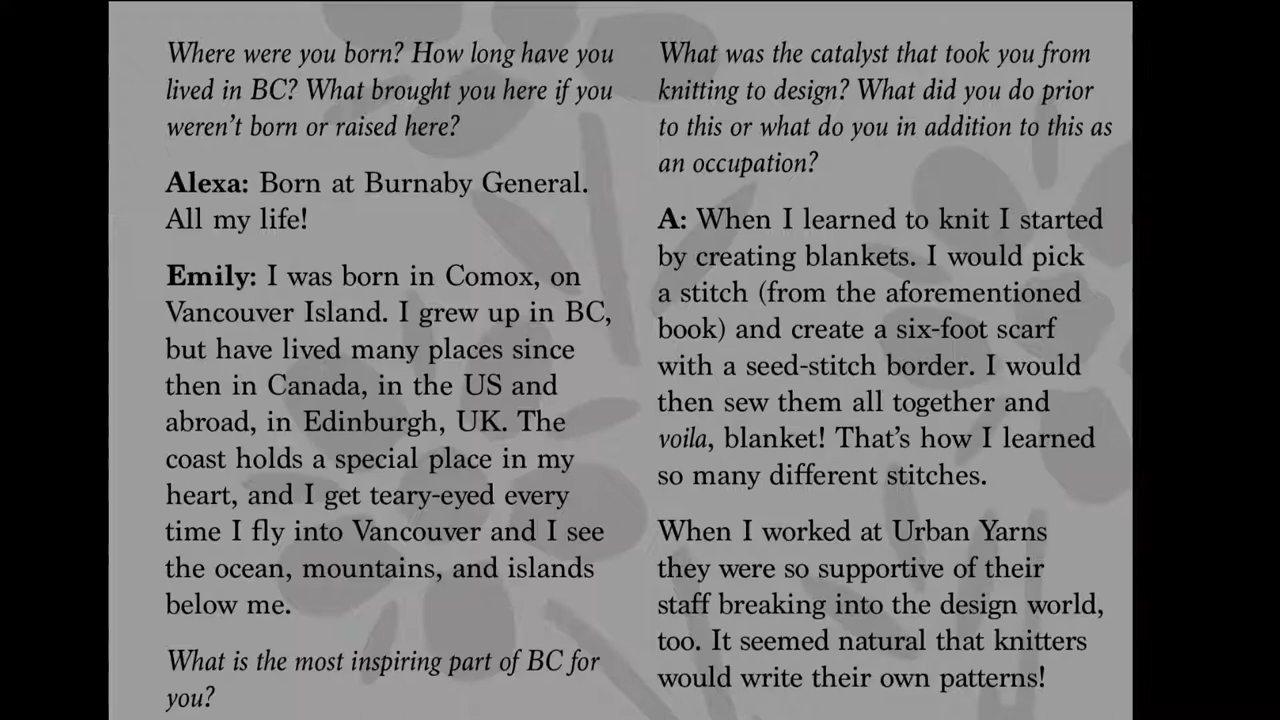 Where were you born? How long have you
lived in BC? What brought you here if you
weren't born or raised here?
Alexa: Born at Burnaby General.
All my life!
Emily: I was born in Comox, on
Vancouver Island. I grew up in BC,
but have lived many places since
then in Canada, in the US and
abroad, in Edinburgh, UK. The
coast holds a special place in my
heart, and I get teary-eyed every
time I fly into Vancouver and I see
the ocean, mountains, and islands
below me.
What is the most inspiring part of BC for
you?
What was the catalyst that took you from
knitting to design? What did you do prior
to this or what do you in addition to this as
an occupation?
A: When I learned to knit I started
by creating blankets. I would pick
a stitch (from the aforementioned
book) and create a six-foot scarf
with a seed-stitch border. I would
then sew them all together and
voila, blanket! That's how I learned
so many different stitches.
When I worked at Urban Yarns
they were so supportive of their
staff breaking into the design world,
too. It seemed natural that knitters
would write their own patterns!